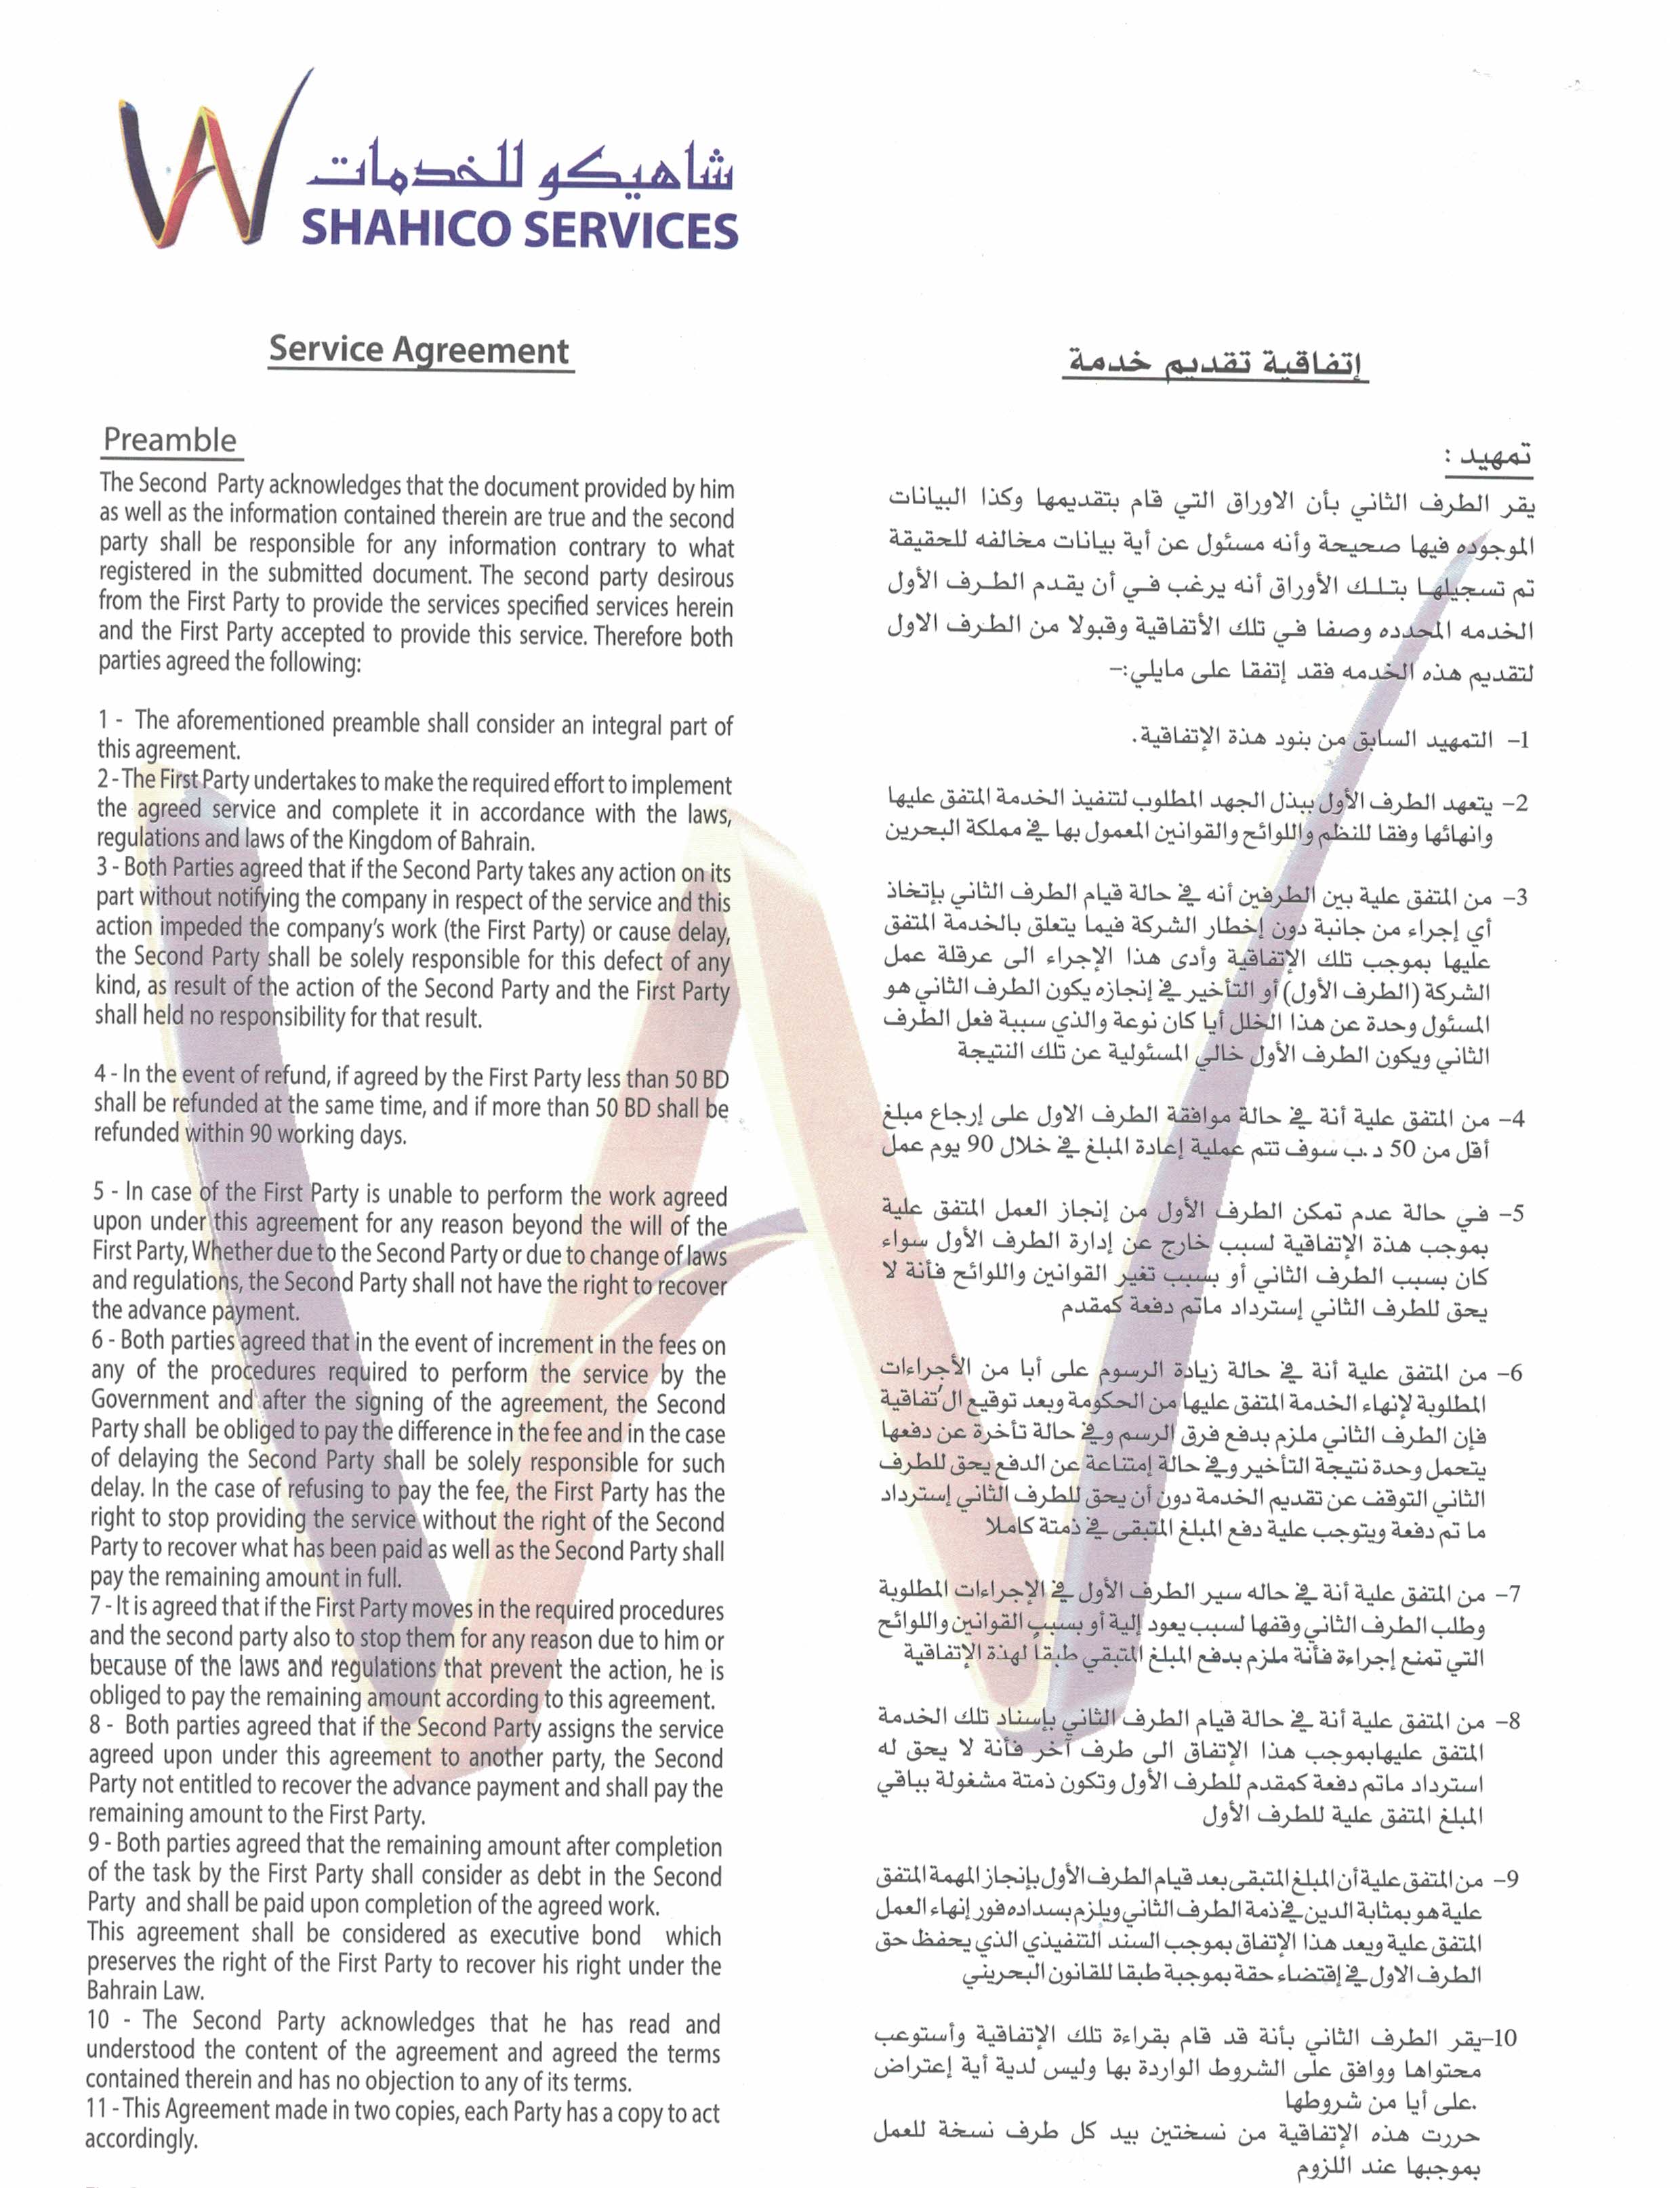 شاهيكو للخدمات
SHAHICO SERVICES
Service Agreement
Preamble
The Second Party acknowledges that the document provided by him
as well as the information contained therein are true and the second
party shall be responsible for any information contrary to what
registered in the submitted document. The second party desirous
from the First Party to provide the services specified services herein
and the First Party accepted to provide this service. Therefore both
parties agreed the following:
1 - The aforementioned preamble shall consider an integral part of
this agreement.
2 - The First Party undertakes to make the required effort to implement
the agreed service and complete it in accordance with the laws,
regulations and laws of the Kingdom of Bahrain.
3 - Both Parties agreed that if the Second Party takes any action on its
part without notifying the company in respect of the service and this
action impeded the company's work (the First Party) or cause delay,
the Second Party shall be solely responsible for this defect of any
kind, as result of the action of the Second Party and the First Party
shall held no responsibility for that result.
4 - In the event of refund, if agreed by the First Party less than 50 BD
shall be refunded at the same time, and if more than 50 BD shall be
refunded within 90 working days.
5 - In case of the First Party is unable to perform the work agreed
upon under this agreement for any reason beyond the will of the
First Party, Whether due to the Second Party or due to change of laws
and regulations, the Second Party shall not have the right to recover
the advance payment.
6 - Both parties agreed that in the event of increment in the fees on
any of the procedures required to perform the service by the
Government and after the signing of the agreement, the Second
Party shall be obliged to pay the difference in the fee and in the case
of delaying the Second Party shall be solely responsible for such
delay. In the case of refusing to pay the fee, the First Party has the
right to stop providing the service without the right of the Second
Party to recover what has been paid as well as the Second Party shall
pay the remaining amount in full.
7 - It is agreed that if the First Party moves in the required procedures
and the second party also to stop them for any reason due to him or
because of the laws and regulations that prevent the action, he is
obliged to pay the remaining amount according to this agreement.
8 - Both parties agreed that if the Second Party assigns the service
agreed upon under this agreement to another party, the Second
Party not entitled to recover the advance payment and shall pay the
remaining amount to the First Party.
9 - Both parties agreed that the remaining amount after completion
of the task by the First Party shall consider as debt in the Second
Party and shall be paid upon completion of the agreed work.
This agreement shall be considered as executive bond which
preserves the right of the First Party to recover his right under the
Bahrain Law.
10 - The Second Party acknowledges that he has read and
understood the content of the agreement and agreed the terms
contained therein and has no objection to any of its terms.
11 - This Agreement made in two copies, each Party has a copy to act
accordingly.
إتفاقية تقديم خدمة
تمهيد :
يقر الطرف الثاني بأن الاوراق التي قام بتقديمها وكذا البيانات
الموجوده فيها صحيحة وأنه مسئول عن أية بيانات مخالفه للحقيقة
تم تسجيلها بتلك الأوراق أنه يرغب في أن يقدم الطرف الأول
الخدمه المحدده وصفا في تلك الأتفاقية وقبولا من الطرف الاول
لتقديم هذه الخدمه فقد إتفقا على مايلي:-
1- التمهيد السابق من بنود هذة الإتفاقية.
2- يتعهد الطرف الأول ببذل الجهد المطلوب لتنفيذ الخدمة المتفق عليها
وانهائها وفقا للنظم واللوائح والقوانين المعمول بها في مملكة البحرين
3- من المتفق علية بين الطرفين أنه في حالة قيام الطرف الثاني بإتخاذ
أي إجراء من جانبة دون إخطار الشركة فيما يتعلق بالخدمة المتفق
عليها بموجب تلك الإتفاقية وأدى هذا الإجراء الى عرقلة عمل
الشركة (الطرف الأول) أو التأخير في إنجازه يكون الطرف الثاني هو
المسئول وحدة عن هذا الخلل أيا كان نوعة والذي سببة فعل الطرف
الثاني ويكون الطرف الأول خالي المسئولية عن تلك النتيجة
4- من المتفق علية أنة في حالة موافقة الطرف الاول على إرجاع مبلغ
أقل من 50 د.ب سوف تتم عملية إعادة المبلغ في خلال 90 يوم عمل
5- في حالة عدم تمكن الطرف الأول من إنجاز العمل المتفق علية
بموجب هذة الإتفاقية لسبب خارج عن إدارة الطرف الأول سواء
كان بسبب الطرف الثاني أو بسبب تغير القوانين واللوائح فأنة لا
يحق للطرف الثاني إسترداد ماتم دفعة كمقدم
6- من المتفق علية أنة في حالة زيادة الرسوم على أبا من الأجراءات
المطلوبة لإنهاء الخدمة المتفق عليها من الحكومة وبعد توقيع ال'تفاقية
فإن الطرف الثاني ملزم بدفع فرق الرسم وفي حالة تأخرة عن دفعها
يتحمل وحدة نتيجة التأخير وفي حالة إمتناعة عن الدفع يحق للطرف
الثاني التوقف عن تقديم الخدمة دون أن يحق للطرف الثاني إسترداد
ما تم دفعة ويتوجب علية دفع المبلغ المتبقى في ذمتة كاملا
7- من المتفق علية أنة في حاله سير الطرف الأول في الإجراءات المطلوبة
وطلب الطرف الثاني وقفها لسبب يعود إلية أو بسبب القوانين واللوائح
التي تمنع إجراءة فأنة ملزم بدفع المبلغ المتبقي طبقا لهذة الإتفاقية
8- من المتفق علية أنة في حالة قيام الطرف الثاني بإسناد تلك الخدمة
المتفق عليهابموجب هذا الإتفاق الى طرف آخر فأنة لا يحق له
استرداد ماتم دفعة كمقدم للطرف الأول وتكون ذمتة مشغولة بباقي
المبلغ المتفق علية للطرف الأول
9- من المتفق علية أن المبلغ المتبقى بعد قيام الطرف الأول بإنجاز المهمة المتفق
علية هو بمثابة الدين في ذمة الطرف الثاني ويلزم بسداده فور إنهاء العمل
المتفق علية ويعد هذا الإتفاق بموجب السند التنفيذي الذي يحفظ حق
الطرف الاول في إقتضاء حقة بموجبة طبقا للقانون البحريني
10-يقر الطرف الثاني بأنة قد قام بقراءة تلك الإتفاقية وأستوعب
محتواها ووافق على الشروط الواردة بها وليس لدية أية إعتراض
.على أيا من شروطها
حررت هذه الإتفاقية من نسختين بيد كل طرف نسخة للعمل
بموجبها عند اللزوم